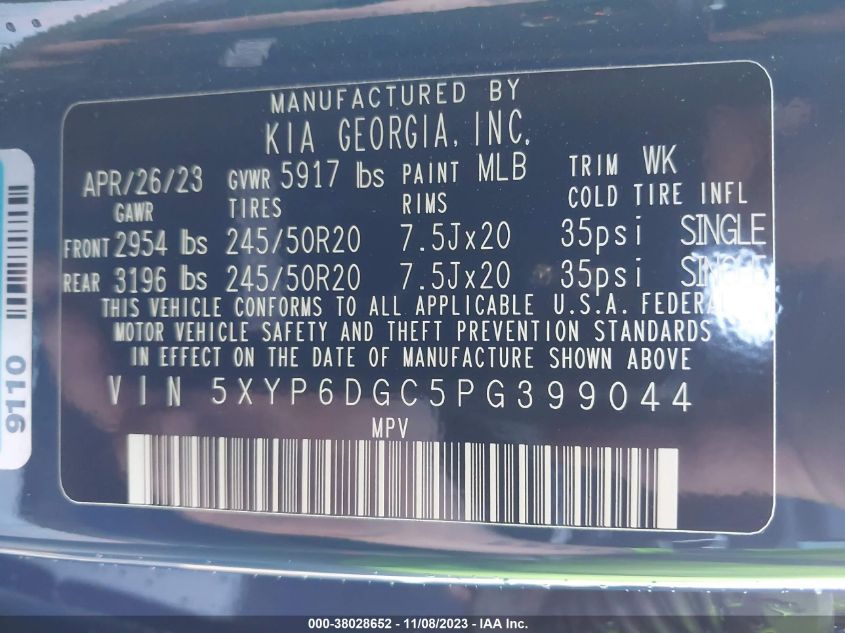 MANUFACTURED BY
KIA GEORGIA, INC.
APR/26/23 GVWR 5917 lbs PAINT MLB TRIM WK
GAWR TIRES RIMS COLD TIRE INFL
FRONT 2954 lbs 245/50R20 7.5Jx20 35psi SINGLE
REAR 3196 lbs 245/50R20 7.5Jx20 35psi SINGLE
THIS VEHICLE CONFORMS TO ALL APPLICABLE U.S.A. FEDERAL
MOTOR VEHICLE SAFETY AND THEFT PREVENTION STANDARDS
IN EFFECT ON THE DATE OF MANUFACTURE SHOWN ABOVE
VIN 5XYP6DGC5PG399044
MPV
9110
000-38028652 - 11/08/2023 - IAA Inc.